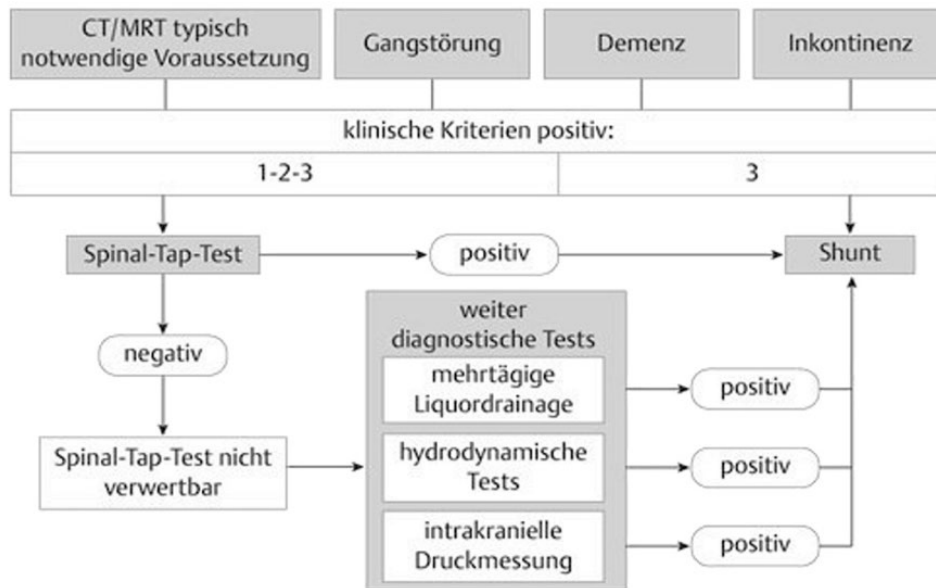 CT/MRT typisch
notwendige Voraussetzung
Gangstörung
Demenz
Inkontinenz
klinische Kriterien positiv:
1-2-3
3
Spinal-Tap-Test
positiv
Shunt
negativ
Spinal-Tap-Test nicht
verwertbar
weiter
diagnostische Tests
mehrtägige
Liquordrainage
positiv
hydrodynamische
Tests
positiv
intrakranielle
Druckmessung
positiv